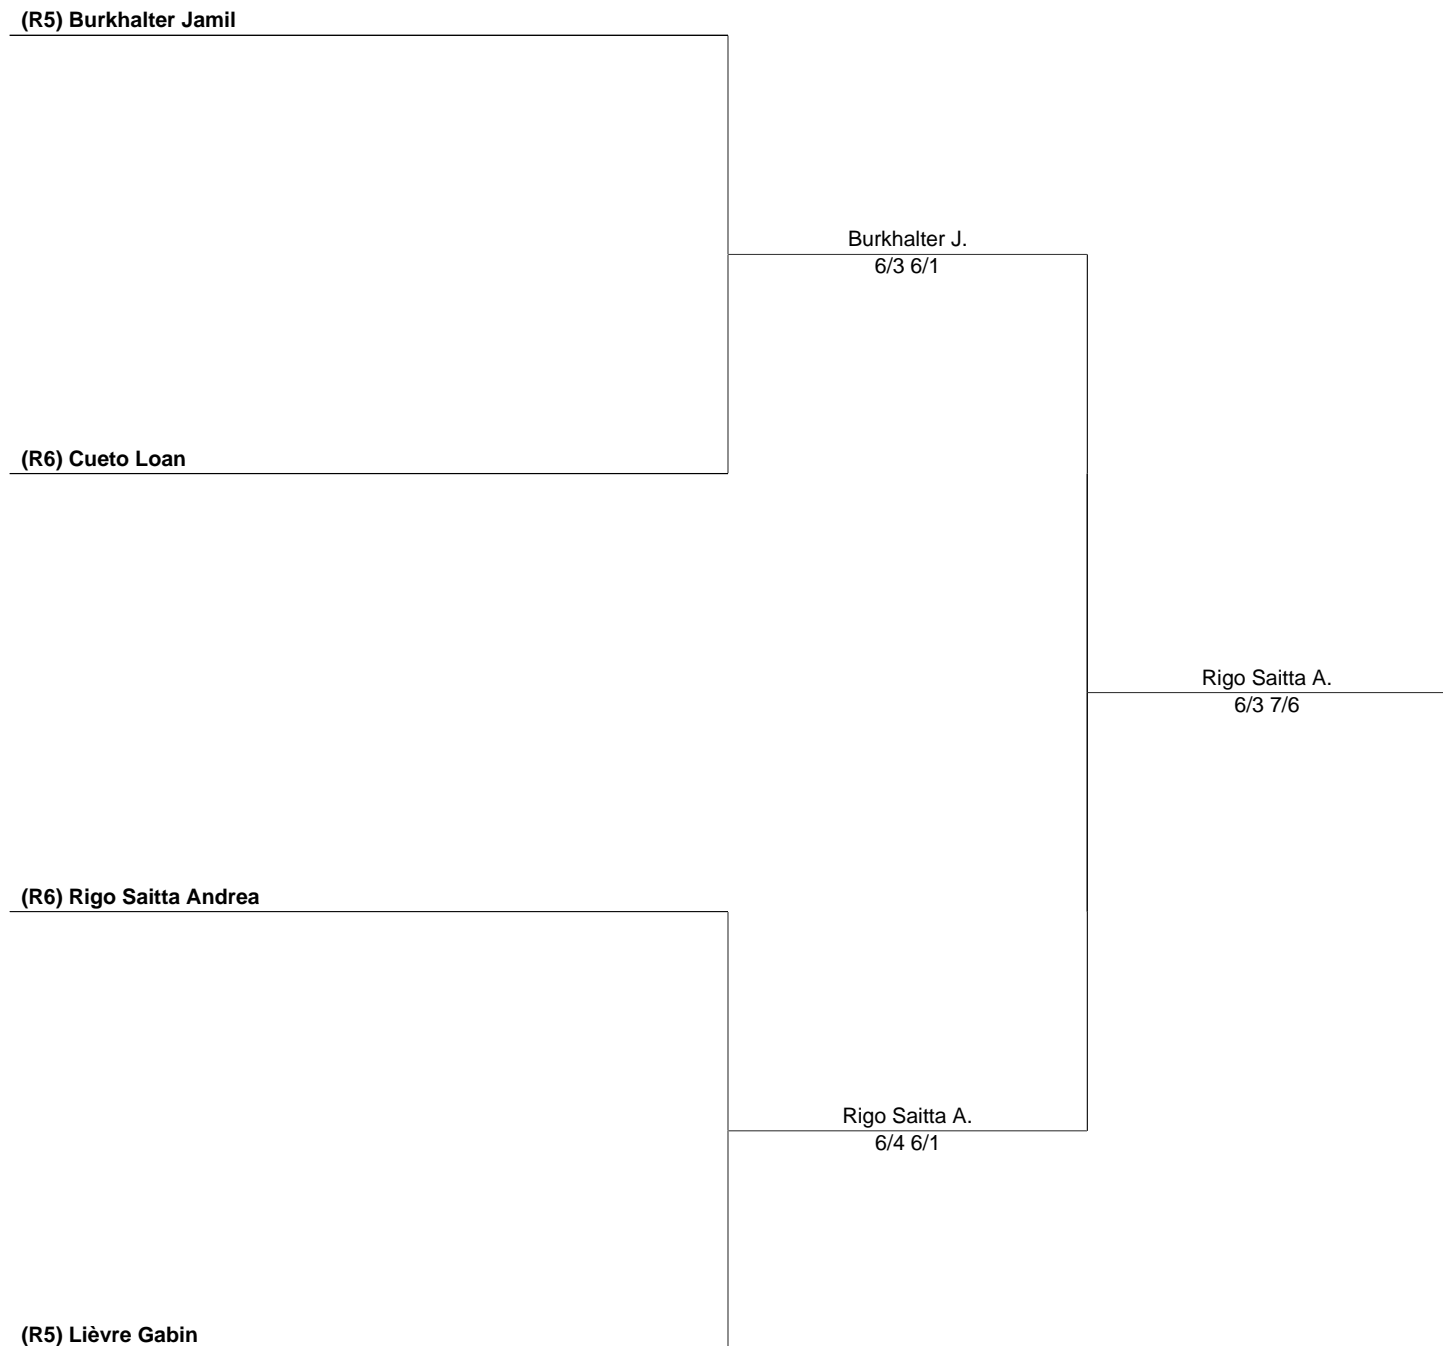 (R5) Burkhalter Jamil
Burkhalter J.
6/3 6/1
(R6) Cueto Loan
Rigo Saitta A.
6/3 7/6
(R6) Rigo Saitta Andrea
Rigo Saitta A.
6/4 6/1
(R5) Lièvre Gabin